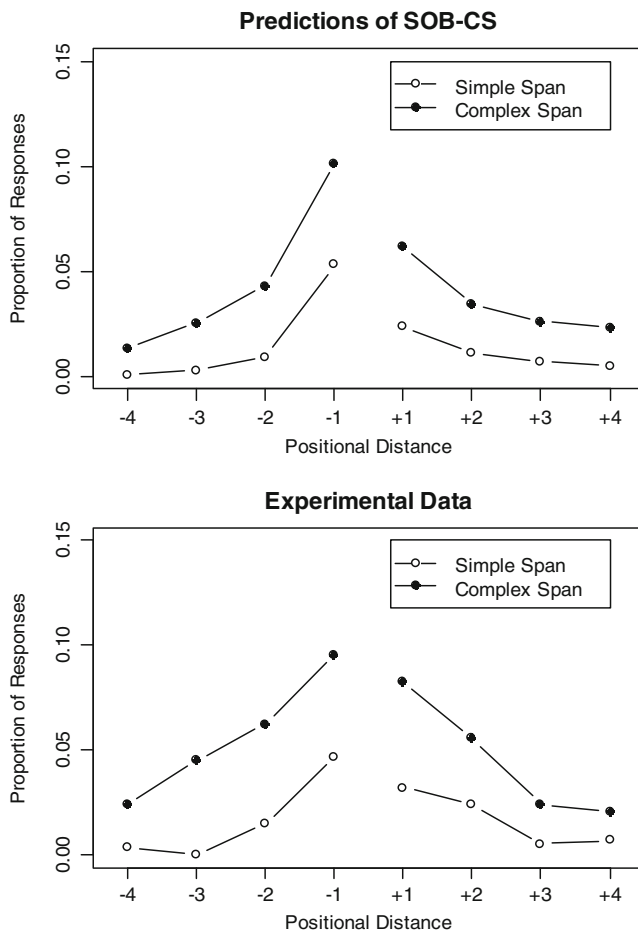 Predictions of SOB-CS
Proportion of Responses
0.15
0.10
0.05
0.00
Simple Span
Complex Span
-4 -3 -2 -1 +1 +2 +3 +4
Positional Distance
Experimental Data
Proportion of Responses
0.15
0.10
0.05
0.00
Simple Span
Complex Span
-4 -3 -2 -1 +1 +2 +3 +4
Positional Distance